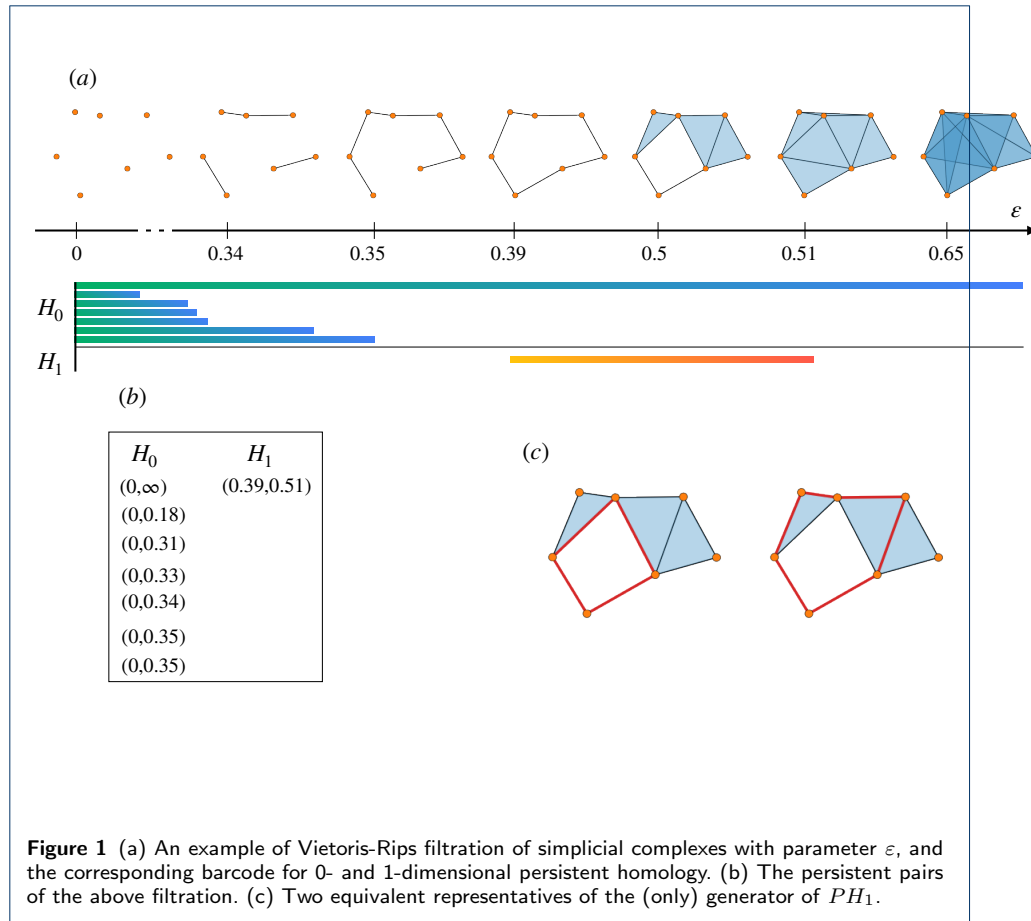 (a)
ε
0 0.34 0.35 0.39 0.5 0.51 0.65
H₀
H₁
(b)
H₀ H₁
(0,∞) (0.39,0.51)
(0,0.18)
(0,0.31)
(0,0.33)
(0,0.34)
(0,0.35)
(0,0.35)
(c)
Figure 1 (a) An example of Vietoris-Rips filtration of simplicial complexes with parameter ε, and
the corresponding barcode for 0- and 1-dimensional persistent homology. (b) The persistent pairs
of the above filtration. (c) Two equivalent representatives of the (only) generator of PH₁.